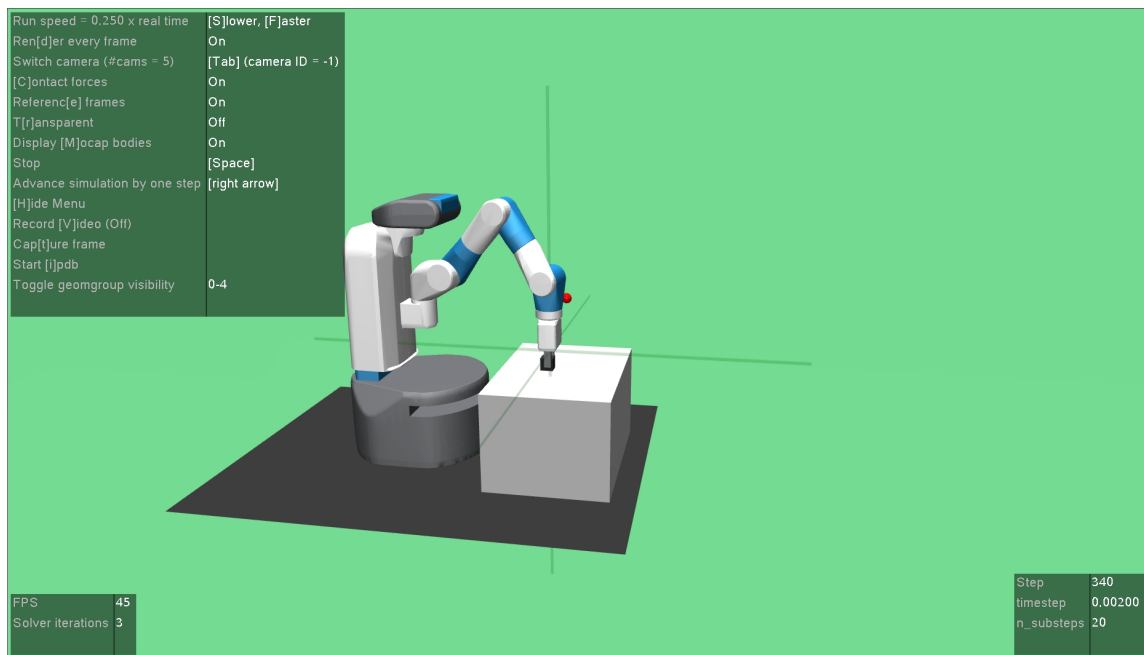 Run speed = 0.250 x real time [S]lower, [F]aster
Ren[d]er every frame On
Switch camera (#cams = 5) [Tab] (camera ID = -1)
[C]ontact forces On
Referenc[e] frames On
T[r]ansparent Off
Display [M]ocap bodies On
Stop [Space]
Advance simulation by one step [right arrow]
[H]ide Menu
Record [V]ideo (Off)
Cap[t]ure frame
Start [i]pdb
Toggle geomgroup visibility 0-4
FPS 45
Solver iterations 3
Step 340
timestep 0.00200
n_substeps 20